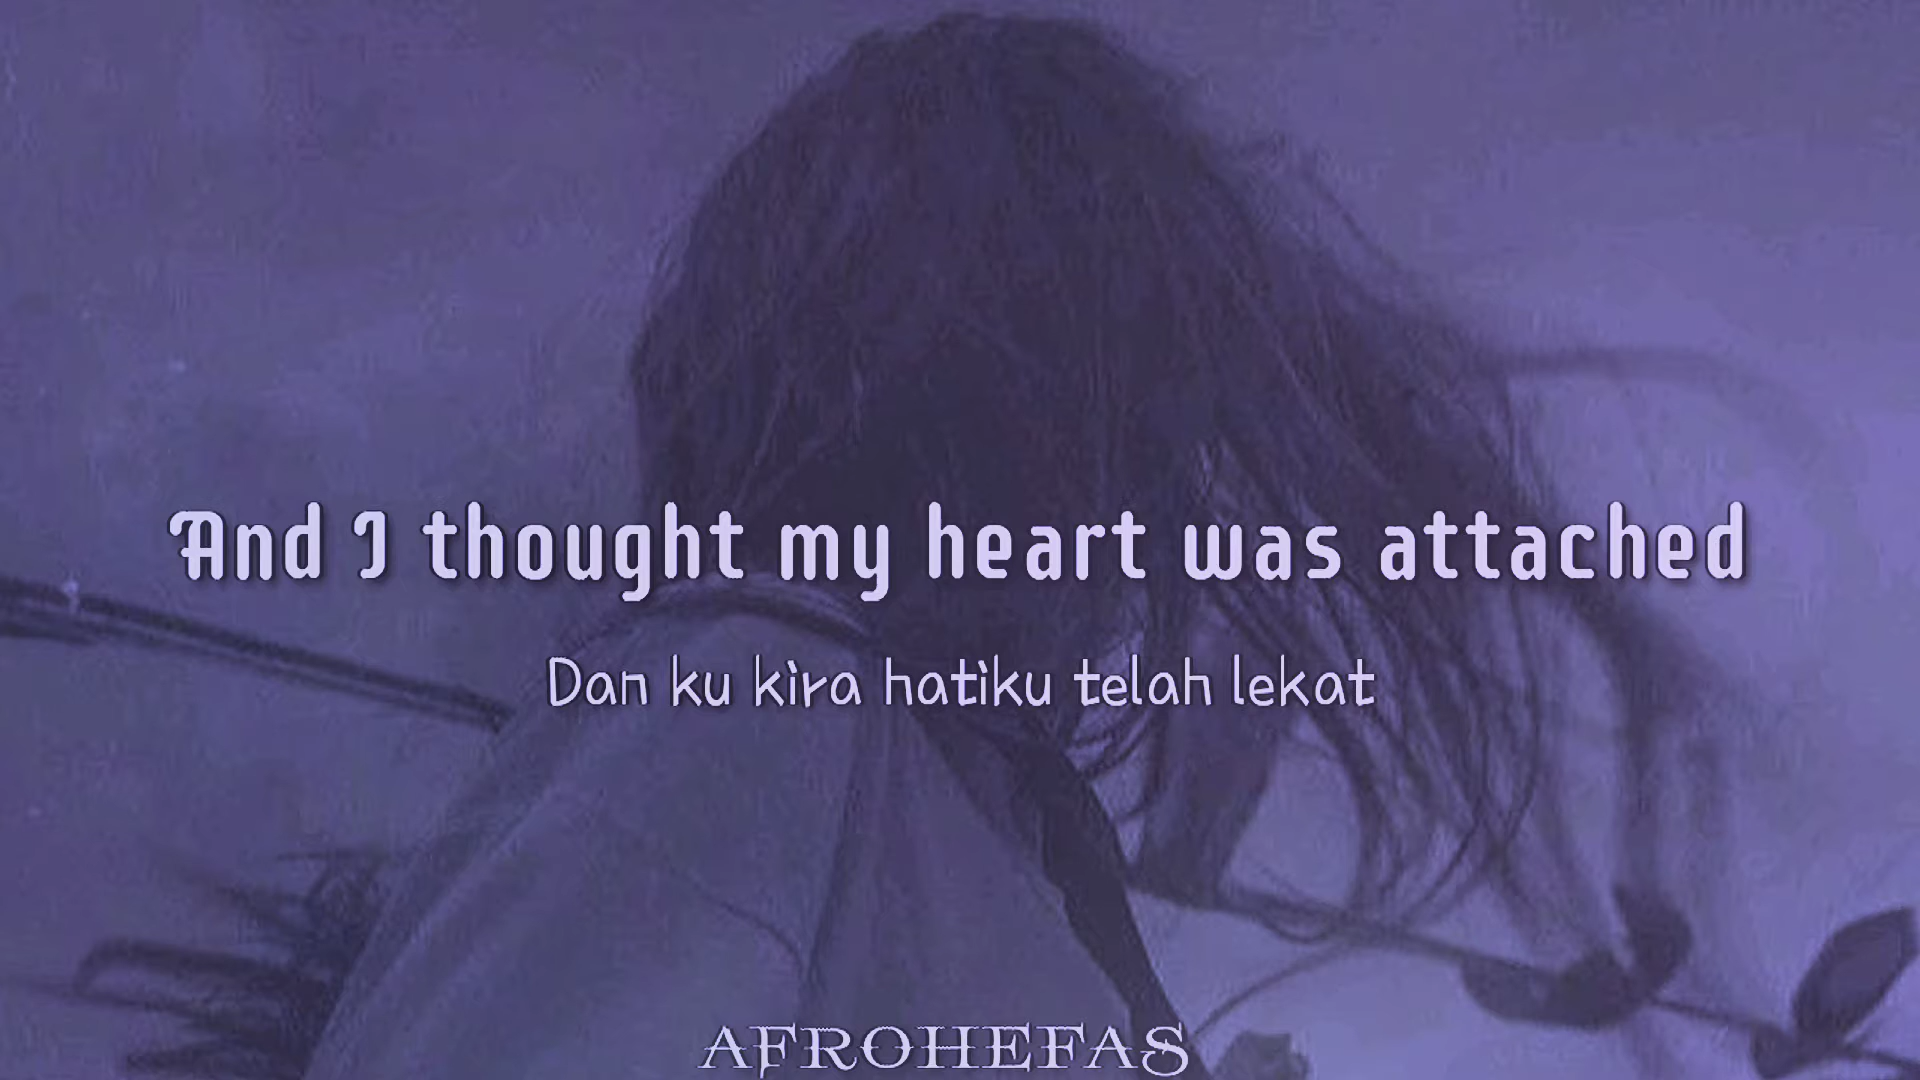 And I thought my heart was attached
Dan ku kira hatiku telah lekat
AFROHEFAS